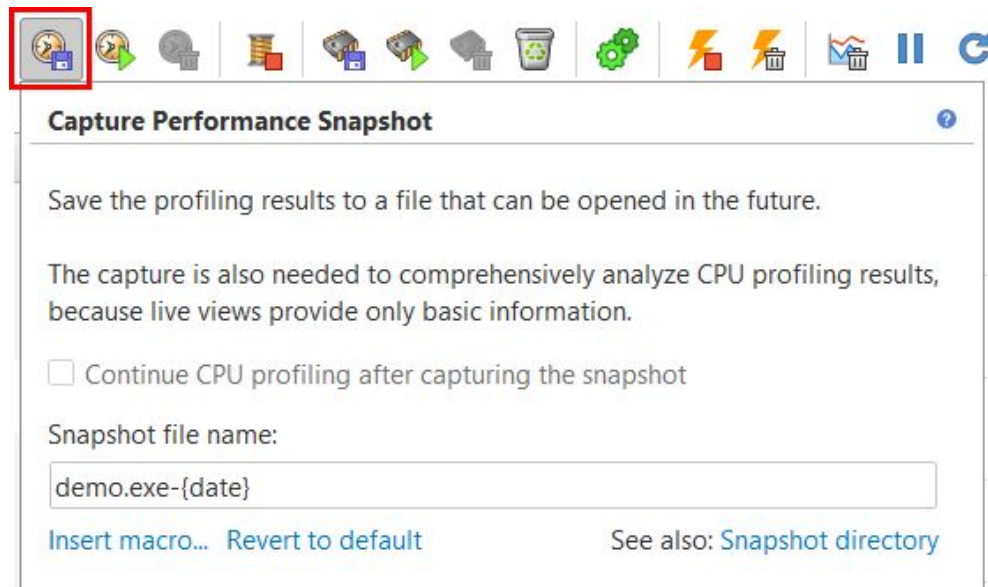 Capture Performance Snapshot
Save the profiling results to a file that can be opened in the future.
The capture is also needed to comprehensively analyze CPU profiling results,
because live views provide only basic information.
Continue CPU profiling after capturing the snapshot
Snapshot file name:
demo.exe-{date}
Insert macro... Revert to default See also: Snapshot directory